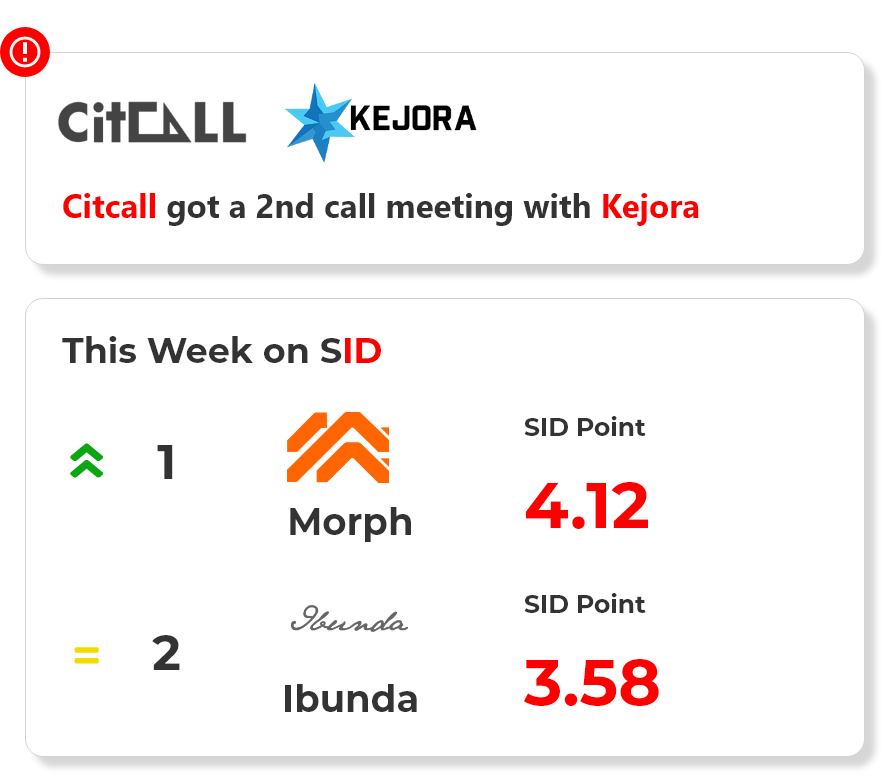 CitCALL KEJORA
Citcall got a 2nd call meeting with Kejora
This Week on SID
SID Point
1
4.12
Morph
SID Point
Ibunda
2
3.58
Ibunda